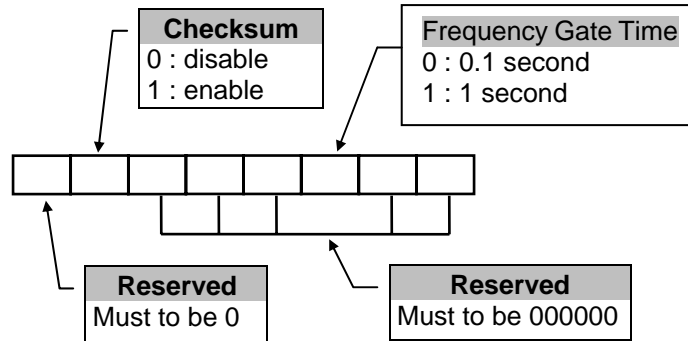 Checksum
0 : disable
1 : enable
Frequency Gate Time
0 : 0.1 second
1 : 1 second
Reserved
Must to be 0
Reserved
Must to be 000000